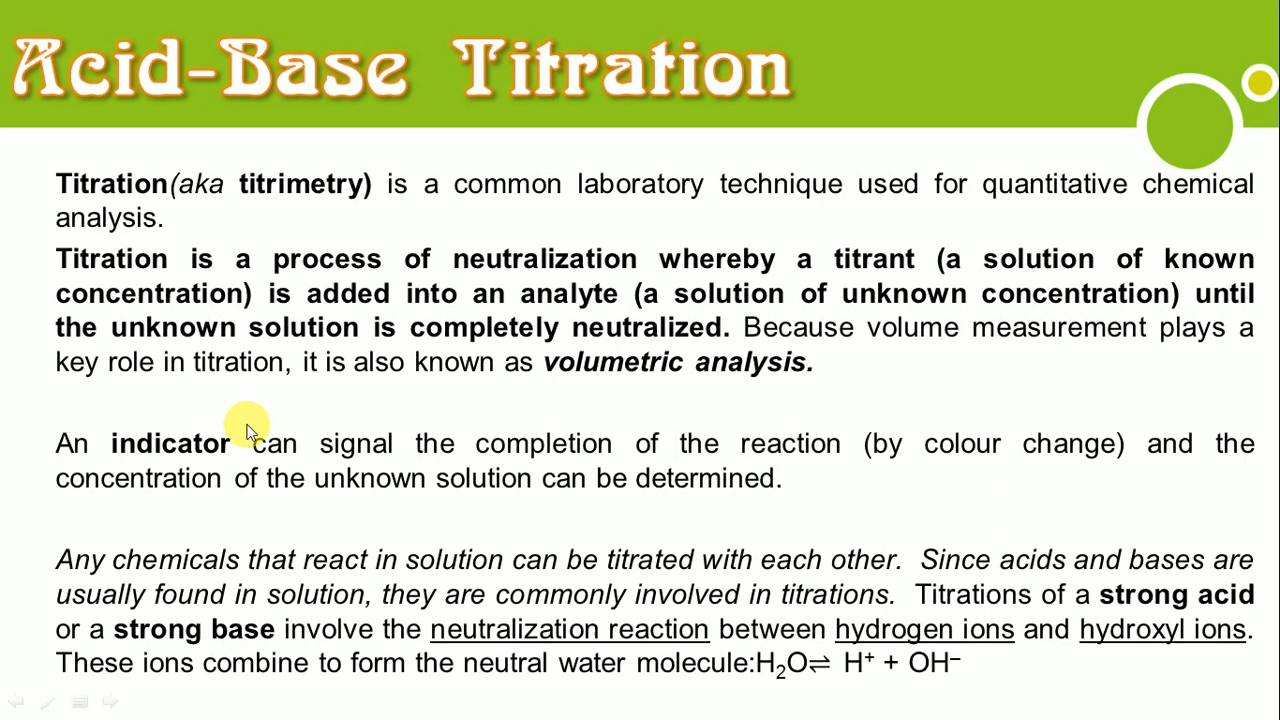 Acid-Base Titration
Titration(aka titrimetry) is a common laboratory technique used for quantitative chemical
analysis.
Titration is a process of neutralization whereby a titrant (a solution of known
concentration) is added into an analyte (a solution of unknown concentration) until
the unknown solution is completely neutralized. Because volume measurement plays a
key role in titration, it is also known as volumetric analysis.
An indicator can signal the completion of the reaction (by colour change) and the
concentration of the unknown solution can be determined.
Any chemicals that react in solution can be titrated with each other. Since acids and bases are
usually found in solution, they are commonly involved in titrations. Titrations of a strong acid
or a strong base involve the neutralization reaction between hydrogen ions and hydroxyl ions.
These ions combine to form the neutral water molecule:H₂O⇌ H⁺ + OH⁻